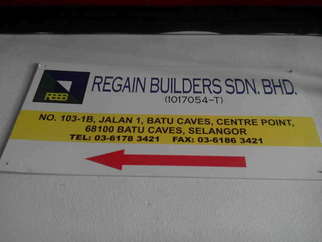 REGAIN BUILDERS SDN. BHD.
(1017054-T)
NO. 103-1B, JALAN 1, BATU CAVES, CENTRE POINT,
68100 BATU CAVES, SELANGOR
TEL: 03-6178 3421 FAX: 03-6186 3421